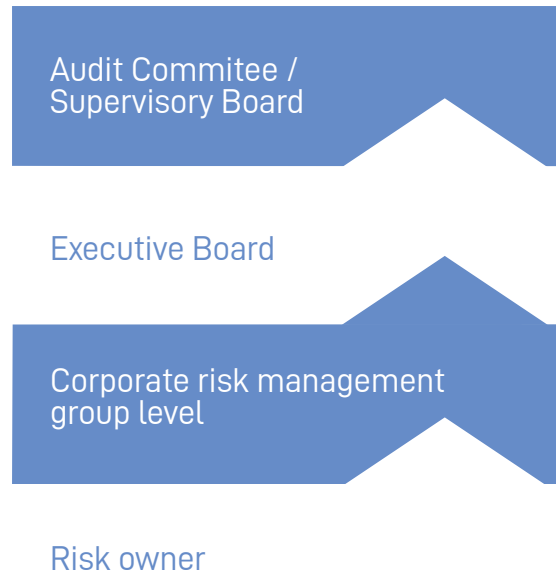 Audit Commitee /
Supervisory Board
Executive Board
Corporate risk management
group level
Risk owner